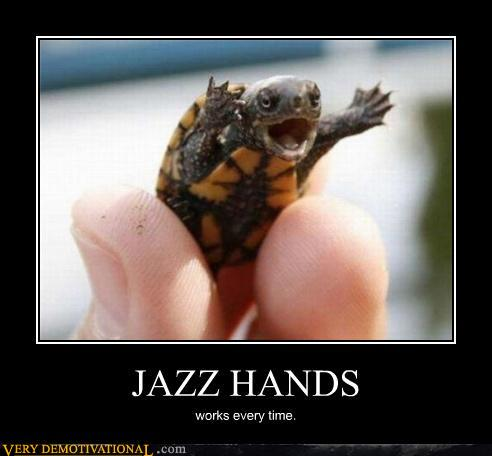 JAZZ HANDS
works every time.
VERY DEMOTIVATIONAL.com